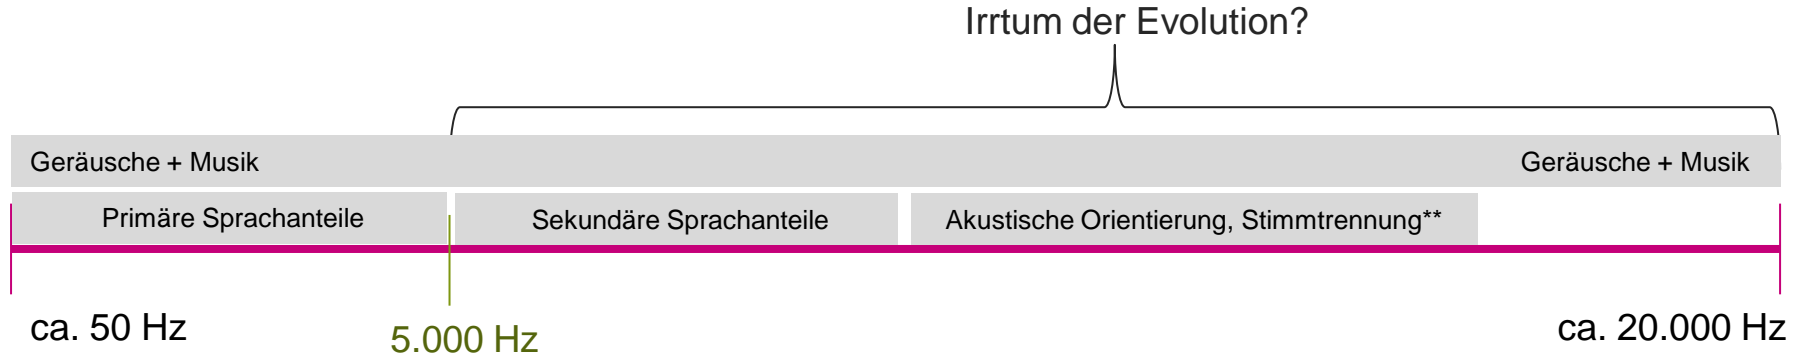 Irrtum der Evolution?
Geräusche + Musik
Geräusche + Musik
Primäre Sprachanteile
Sekundäre Sprachanteile
Akustische Orientierung, Stimmtrennung**
ca. 50 Hz
5.000 Hz
ca. 20.000 Hz